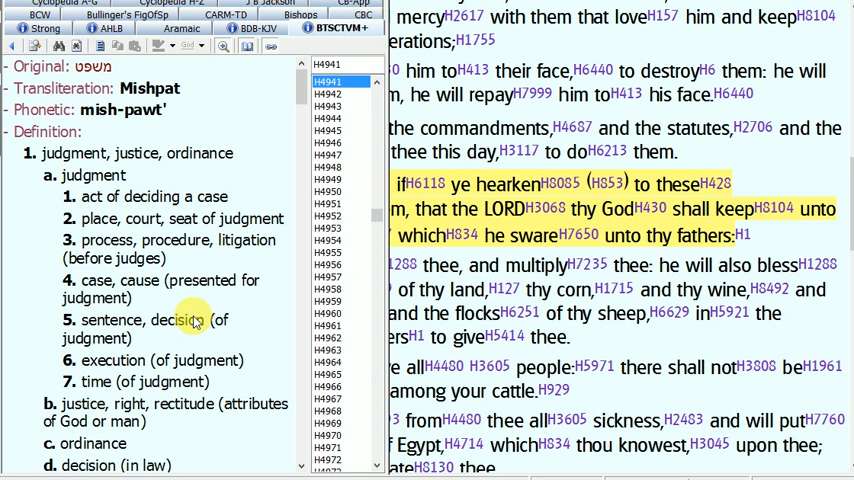 Cyclopedia A-G
Cyclopedia H-Z
J B Jackson
CB-App
BCW
Bullinger's FigOfSp
CARM-TD
Bishops
CBC
Strong
AHLB
Aramaic
BDB-KJV
BTSCTVM+
- Original: משפט
- Transliteration: Mishpat
- Phonetic: mish-pawt'
- Definition:
1. judgment, justice, ordinance
a. judgment
1. act of deciding a case
2. place, court, seat of judgment
3. process, procedure, litigation
(before judges)
4. case, cause (presented for
judgment)
5. sentence, decision (of
judgment)
6. execution (of judgment)
7. time (of judgment)
b. justice, right, rectitude (attributes
of God or man)
c. ordinance
d. decision (in law)
H4941
H4941
H4942
H4943
H4944
H4945
H4946
H4947
H4948
H4949
H4950
H4951
H4952
H4953
H4954
H4955
H4956
H4957
H4958
H4959
H4960
H4961
H4962
H4963
H4964
H4965
H4966
H4967
H4968
H4969
H4970
H4971
H4972
mercyH2617 with them that loveH157 him and keepH8104
erations;H1755
0 him toH413 their face,H6440 to destroyH6 them: he will
m, he will repayH7999 him toH413 his face.H6440
the commandments,H4687 and the statutes,H2706 and the
thee this day,H3117 to doH6213 them.
ifH6118 ye hearkenH8085 (H853) to theseH428
m, that the LORDH3068 thy GodH430 shall keepH8104 unto
whichH834 he swareH7650 unto thy fathers:H1
1288 thee, and multiplyH7235 thee: he will also blessH1288
of thy land,H127 thy corn,H1715 and thy wine,H8492 and
and the flocksH6251 of thy sheep,H6629 inH5921 the
ersH1 to giveH5414 thee.
e allH4480 H3605 people:H5971 there shall notH3808 beH1961
among your cattle.H929
3 fromH4480 thee allH3605 sickness,H2483 and will putH7760
f Egypt,H4714 whichH834 thou knowest,H3045 upon thee;
ateH8130 thee.